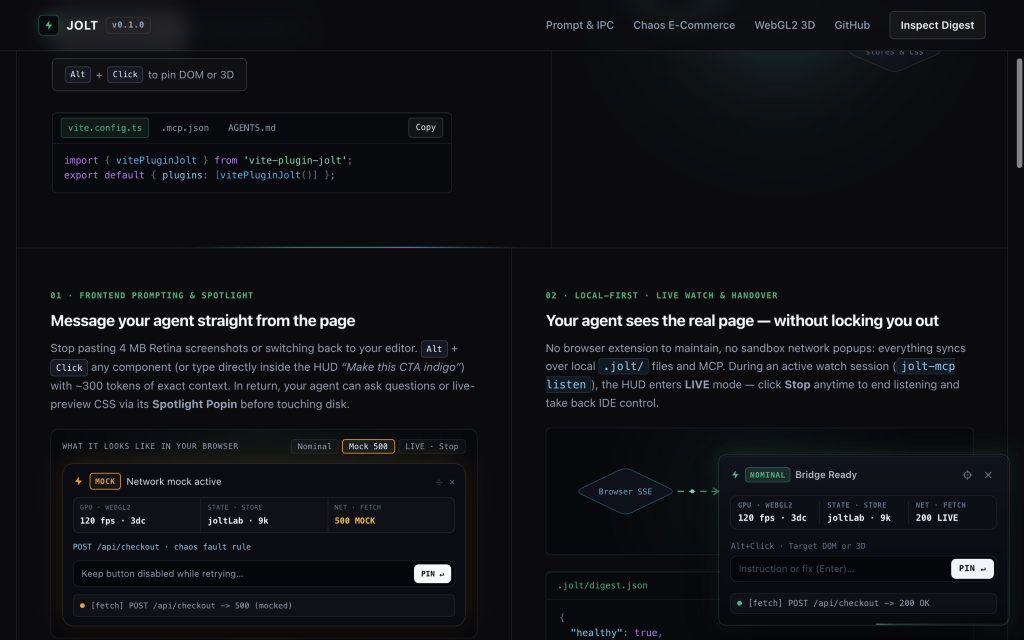 JOLT v0.1.0 Prompt & IPC Chaos E-Commerce WebGL2 3D GitHub Inspect Digest
Alt + Click to pin DOM or 3D
stores & css
vite.config.ts .mcp.json AGENTS.md Copy
import { vitePluginJolt } from 'vite-plugin-jolt';
export default { plugins: [vitePluginJolt()] };
01 · FRONTEND PROMPTING & SPOTLIGHT
Message your agent straight from the page
Stop pasting 4 MB Retina screenshots or switching back to your editor. Alt +
Click any component (or type directly inside the HUD “Make this CTA indigo”)
with ~300 tokens of exact context. In return, your agent can ask questions or live-
preview CSS via its Spotlight Popin before touching disk.
WHAT IT LOOKS LIKE IN YOUR BROWSER Nominal Mock 500 LIVE · Stop
MOCK Network mock active ×
GPU · WEBGL2 STATE · STORE NET · FETCH
120 fps · 3dc joltLab · 9k 500 MOCK
POST /api/checkout · chaos fault rule
Keep button disabled while retrying… PIN ↵
[fetch] POST /api/checkout -> 500 (mocked)
02 · LOCAL-FIRST · LIVE WATCH & HANDOVER
Your agent sees the real page — without locking you out
No browser extension to maintain, no sandbox network popups: everything syncs
over local .jolt/ files and MCP. During an active watch session (jolt-mcp
listen), the HUD enters LIVE mode — click Stop anytime to end listening and
take back IDE control.
Browser SSE
.jolt/digest.json
{
"healthy": true,
NOMINAL Bridge Ready ×
GPU · WEBGL2 STATE · STORE NET · FETCH
120 fps · 3dc joltLab · 9k 200 LIVE
Alt+Click · Target DOM or 3D
Instruction or fix (Enter)… PIN ↵
[fetch] POST /api/checkout -> 200 OK